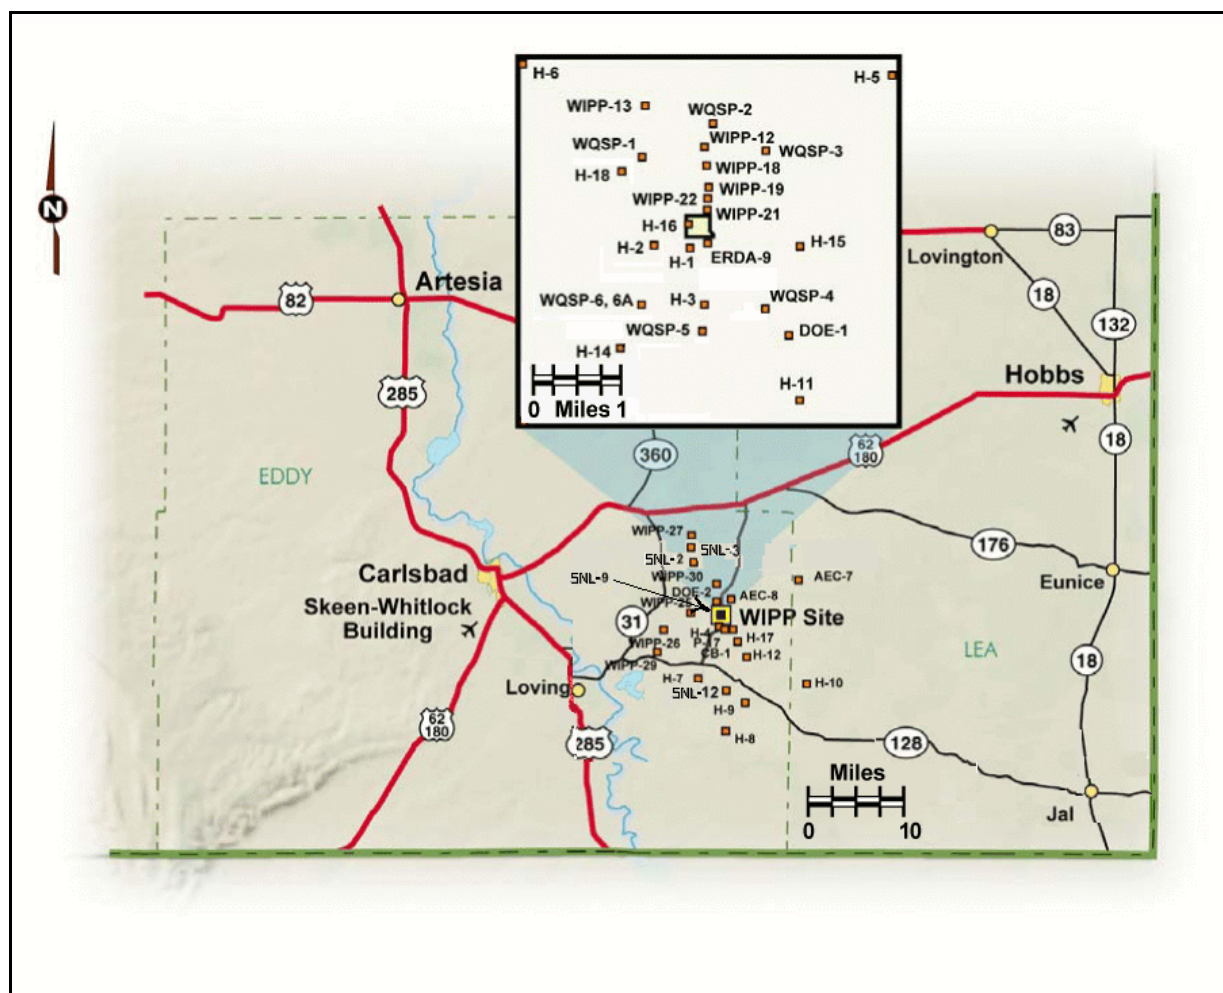 H-6
H-5
WIPP-13
WQSP-2
WIPP-12
WQSP-1
WQSP-3
H-18
WIPP-18
WIPP-19
WIPP-22
WIPP-21
H-16
H-2
H-1
ERDA-9
H-15
WQSP-6, 6A
H-3
WQSP-4
WQSP-5
DOE-1
H-14
H-11
0 Miles 1
N
83
Lovington
Artesia
82
18
132
285
Hobbs
62
180
18
360
EDDY
WIPP-27
SNL-3
SNL-2
176
WIPP-30
SNL-9
AEC-7
Eunice
Carlsbad
DOE-2
AEC-8
WIPP-25
Skeen-Whitlock
Building
WIPP Site
31
H-4
P-17
H-17
WIPP-26
CB-1
H-12
LEA
18
WIPP-29
H-7
H-10
Loving
SNL-12
H-9
62
180
285
H-8
128
Miles
0 10
Jal